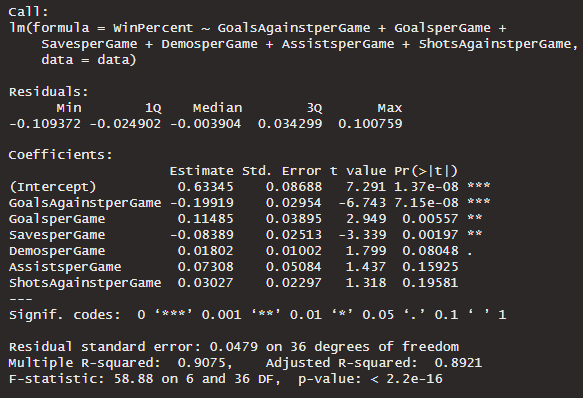 Call:
lm(formula = WinPercent ~ GoalsAgainstperGame + GoalsperGame +
    SavesperGame + DemosperGame + AssistsperGame + ShotsAgainstperGame,
    data = data)

Residuals:
      Min        1Q    Median        3Q       Max
-0.109372 -0.024902 -0.003904  0.034299  0.100759

Coefficients:
                    Estimate Std. Error t value Pr(>|t|)
(Intercept)          0.63345    0.08688   7.291 1.37e-08 ***
GoalsAgainstperGame -0.19919    0.02954  -6.743 7.15e-08 ***
GoalsperGame         0.11485    0.03895   2.949  0.00557 **
SavesperGame        -0.08389    0.02513  -3.339  0.00197 **
DemosperGame         0.01802    0.01002   1.799  0.08048 .
AssistsperGame       0.07308    0.05084   1.437  0.15925
ShotsAgainstperGame  0.03027    0.02297   1.318  0.19581
---
Signif. codes:  0 ‘***’ 0.001 ‘**’ 0.01 ‘*’ 0.05 ‘.’ 0.1 ‘ ’ 1

Residual standard error: 0.0479 on 36 degrees of freedom
Multiple R-squared:  0.9075,    Adjusted R-squared:  0.8921
F-statistic: 58.88 on 6 and 36 DF,  p-value: < 2.2e-16